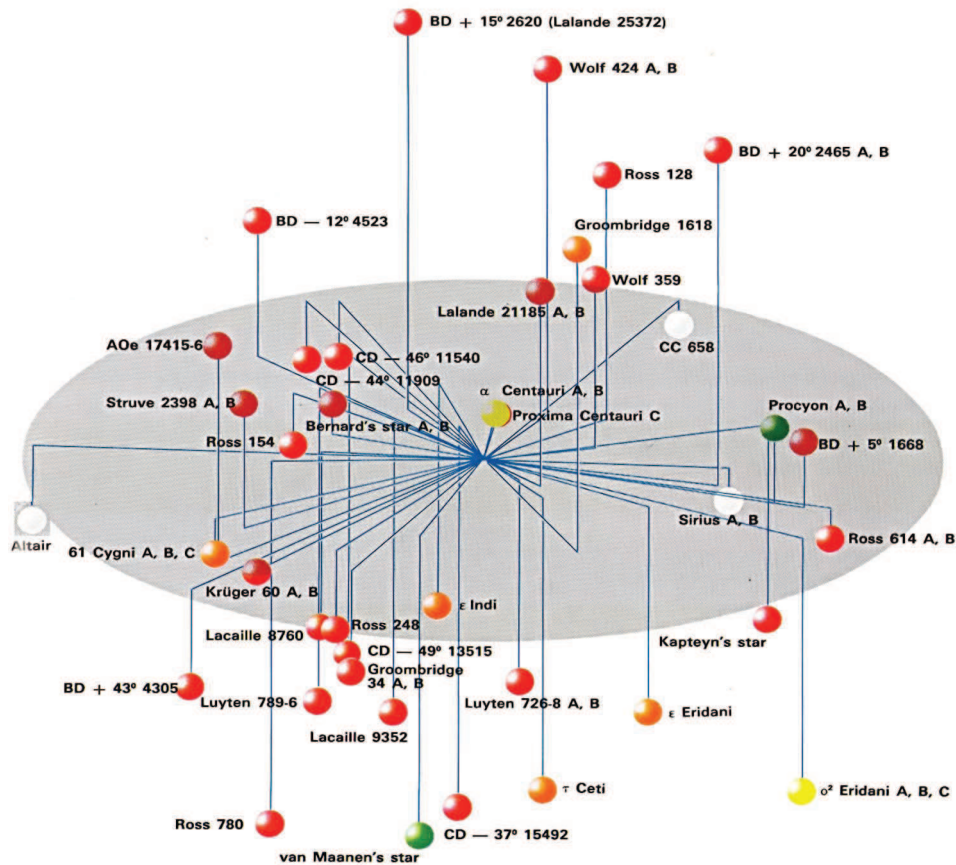 BD + 15º 2620 (Lalande 25372)
Wolf 424 A, B
BD + 20º 2465 A, B
Ross 128
BD — 12º 4523
Groombridge 1618
Wolf 359
Lalande 21185 A, B
CC 658
AOe 17415-6
CD — 46º 11540
CD — 44º 11909
α Centauri A, B
Proxima Centauri C
Struve 2398 A, B
Bernard's star A, B
Procyon A, B
Ross 154
BD + 5º 1668
Sirius A, B
Altair
61 Cygni A, B, C
Ross 614 A, B
Krüger 60 A, B
ε Indi
Lacaille 8760
Ross 248
Kapteyn's star
CD — 49º 13515
Groombridge
34 A, B
BD + 43º 4305
Luyten 789-6
Luyten 726-8 A, B
Lacaille 9352
ε Eridani
τ Ceti
o² Eridani A, B, C
Ross 780
CD — 37º 15492
van Maanen's star